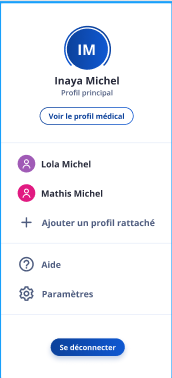 IM
Inaya Michel
Profil principal
Voir le profil médical
Lola Michel
Mathis Michel
Ajouter un profil rattaché
Aide
Paramètres
Se déconnecter